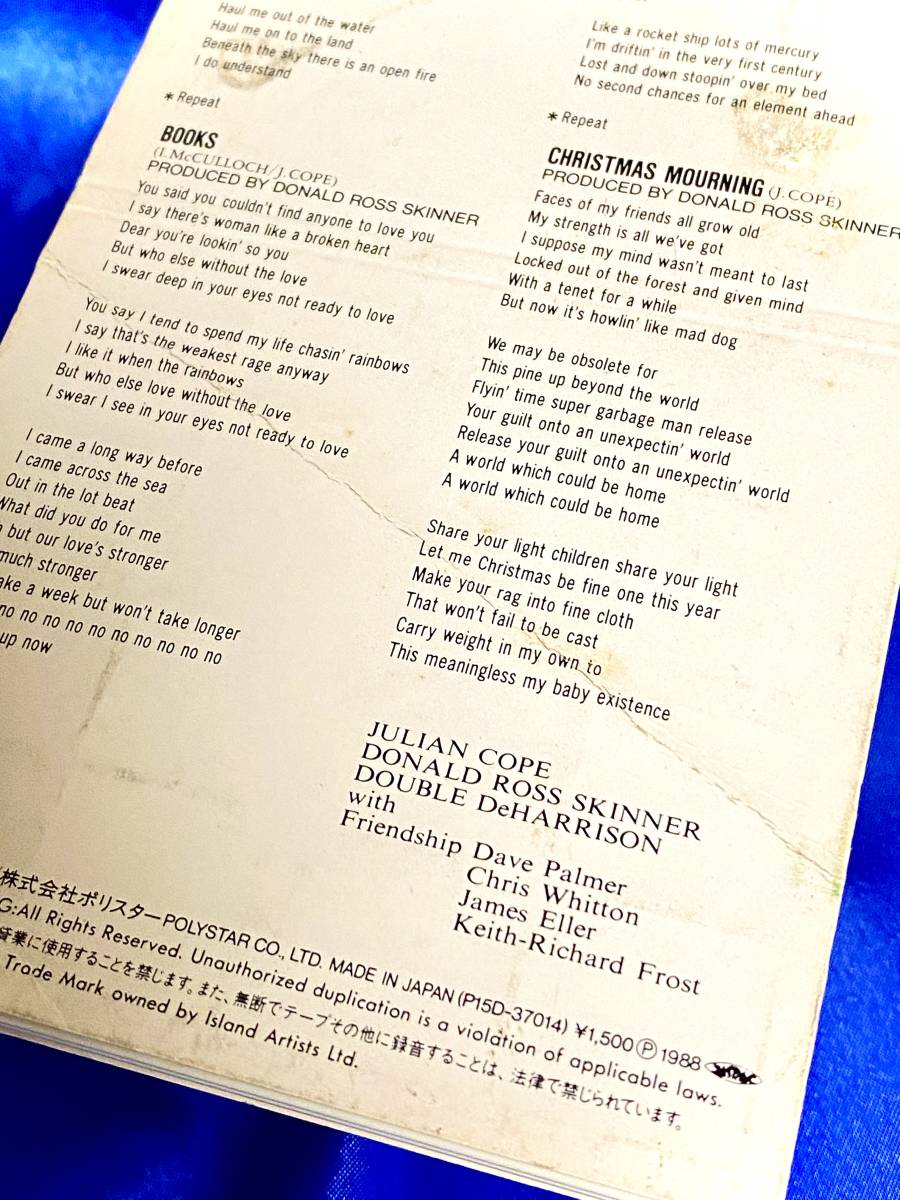 Haul me out of the water
Haul me on to the land
Beneath the sky there is an open fire
I do understand
* Repeat
BOOKS
(I. McCULLOCH/J. COPE)
PRODUCED BY DONALD ROSS SKINNER
You said you couldn't find anyone to love you
I say there's woman like a broken heart
Dear you're lookin' so you
But who else without the love
I swear deep in your eyes not ready to love
You say I tend to spend my life chasin' rainbows
I say that's the weakest rage anyway
I like it when the rainbows
But who else love without the love
I swear I see in your eyes not ready to love
I came a long way before
I came across the sea
Out in the lot beat
What did you do for me
but our love's stronger
much stronger
ake a week but won't take longer
no no no no no no no no no no
up now
Like a rocket ship lots of mercury
I'm driftin' in the very first century
Lost and down stoopin' over my bed
No second chances for an element ahead
* Repeat
CHRISTMAS MOURNING (J. COPE)
PRODUCED BY DONALD ROSS SKINNER
Faces of my friends all grow old
My strength is all we've got
I suppose my mind wasn't meant to last
Locked out of the forest and given mind
With a tenet for a while
But now it's howlin' like mad dog
We may be obsolete for
This pine up beyond the world
Flyin' time super garbage man release
Your guilt onto an unexpectin' world
Release your guilt onto an unexpectin' world
A world which could be home
A world which could be home
Share your light children share your light
Let me Christmas be fine one this year
Make your rag into fine cloth
That won't fail to be cast
Carry weight in my own to
This meaningless my baby existence
JULIAN COPE
DONALD ROSS SKINNER
DOUBLE DeHARRISON
with
Friendship Dave Palmer
Chris Whitton
James Eller
Keith-Richard Frost
株式会社ポリスター POLYSTAR CO., LTD. MADE IN JAPAN (P15D-37014) ¥1,500 Ⓟ 1988
G:All Rights Reserved. Unauthorized duplication is a violation of applicable laws.
音業に使用することを禁じます。また、無断でテープその他に録音することは、法律で禁じられています。
Trade Mark owned by Island Artists Ltd.